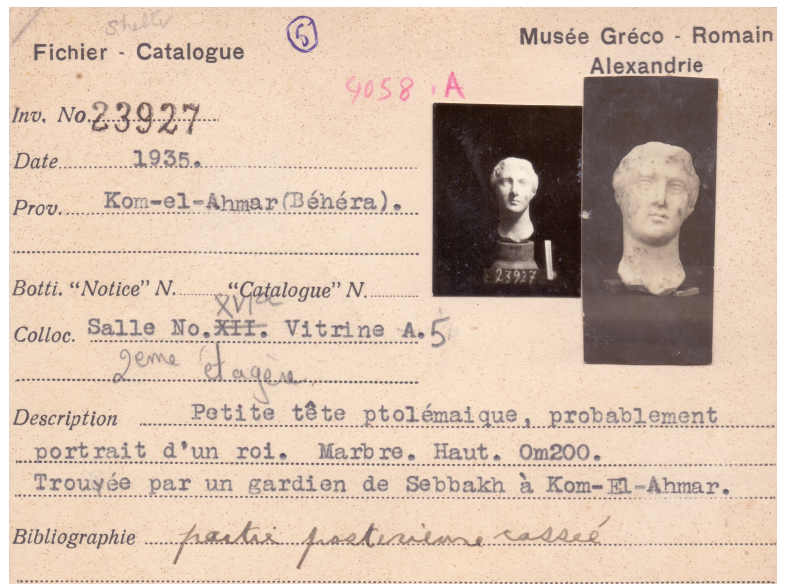 Shelter
5
Fichier - Catalogue
Musée Gréco - Romain
Alexandrie
4058.A
Inv. No. 23927
Date 1935.
Prov. Kom-el-Ahmar(Béhéra).
23927
Botti. "Notice" N. "Catalogue" N.
Colloc. Salle No.XII. Vitrine A.5
2ème étagère
Description Petite tête ptolémaique, probablement
portrait d'un roi. Marbre. Haut. 0m200.
Trouvée par un gardien de Sebbakh à Kom-El-Ahmar.
Bibliographie partie posterieure cassée